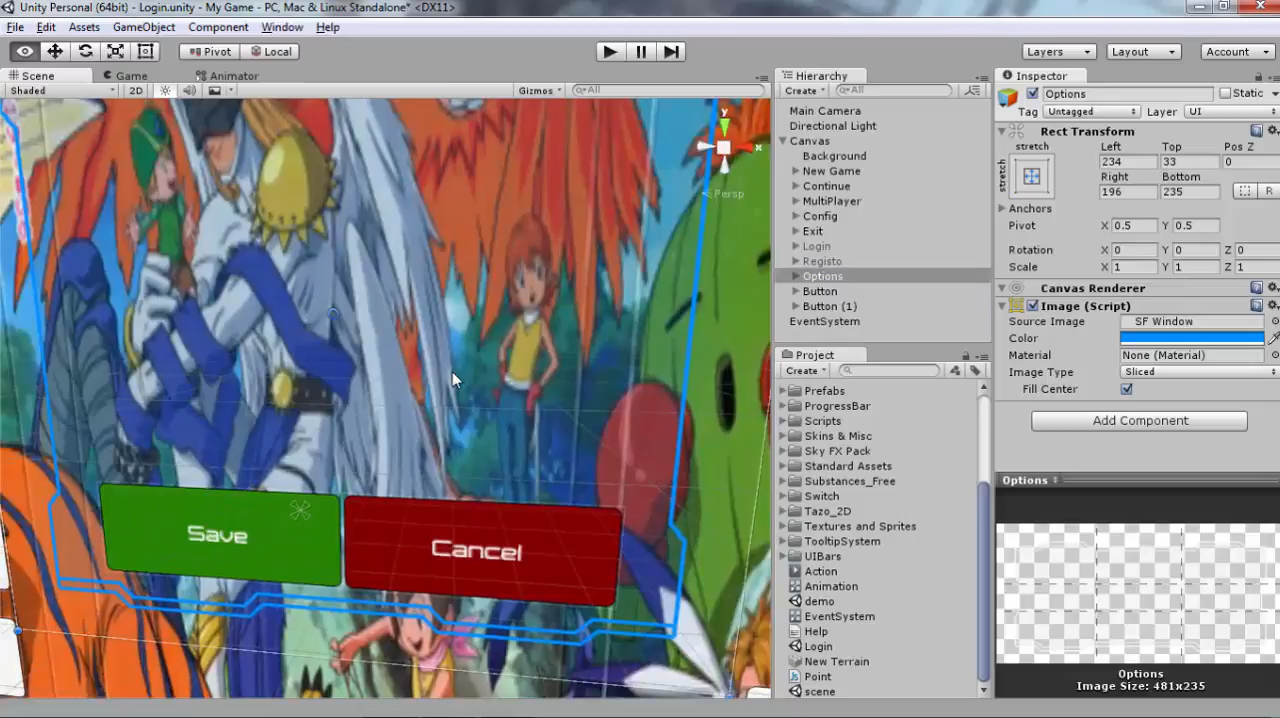 Unity Personal (64bit) - Login.unity - My Game - PC, Mac & Linux Standalone* <DX11>
File Edit Assets GameObject Component Window Help
Pivot Local Layers Layout Account
Scene Game Animator
Shaded 2D Gizmos All
y
x
Persp
Save
Cancel
Hierarchy
Create All
Main Camera
Directional Light
Canvas
Background
New Game
Continue
MultiPlayer
Config
Exit
Login
Registo
Options
Button
Button (1)
EventSystem
Project
Create
Prefabs
ProgressBar
Scripts
Skins & Misc
Sky FX Pack
Standard Assets
Substances_Free
Switch
Tazo_2D
Textures and Sprites
TooltipSystem
UIBars
Action
Animation
demo
EventSystem
Help
Login
New Terrain
Point
scene
Inspector
Options Static
Tag Untagged Layer UI
Rect Transform
stretch Left Top Pos Z
stretch
234 33 0
Right Bottom
196 235 R
Anchors
Pivot X 0.5 Y 0.5
Rotation X 0 Y 0 Z 0
Scale X 1 Y 1 Z 1
Canvas Renderer
Image (Script)
Source Image SF Window
Color
Material None (Material)
Image Type Sliced
Fill Center
Add Component
Options
Options
Image Size: 481x235